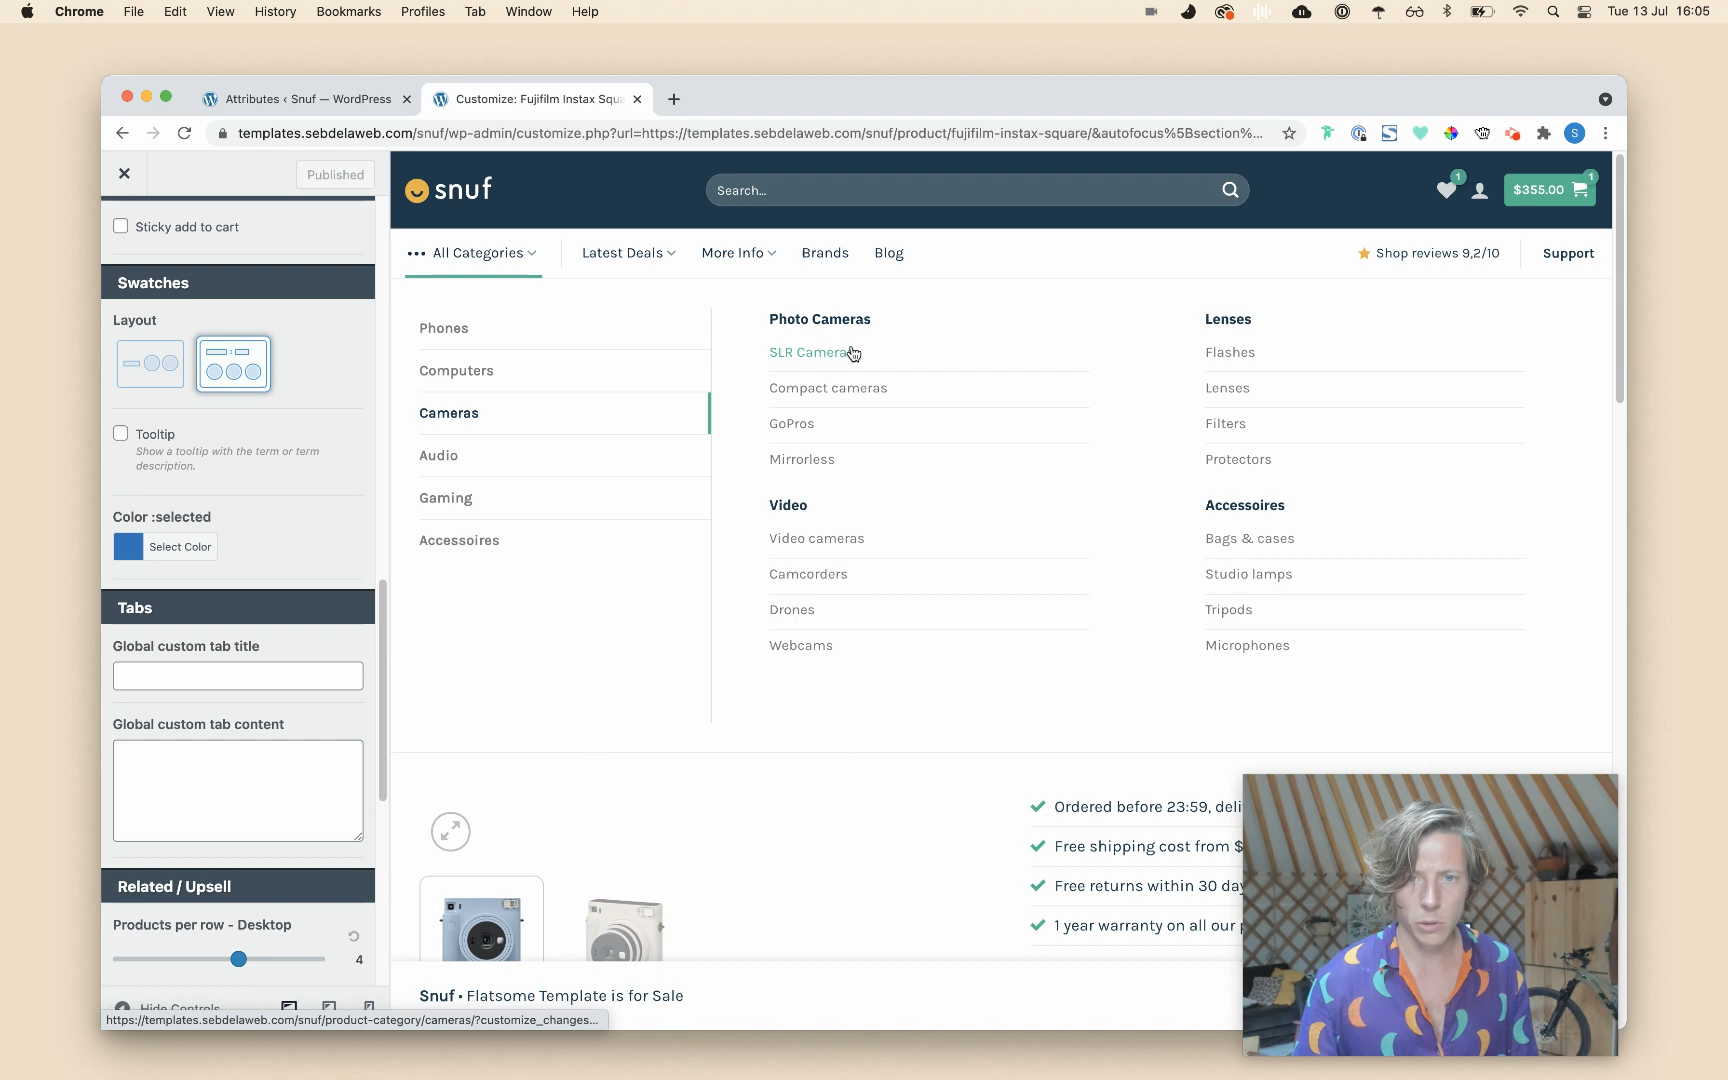 Chrome File Edit View History Bookmarks Profiles Tab Window Help Tue 13 Jul 16:05
Attributes ‹ Snuf — WordPress
Customize: Fujifilm Instax Squa
templates.sebdelaweb.com/snuf/wp-admin/customize.php?url=https://templates.sebdelaweb.com/snuf/product/fujifilm-instax-square/&autofocus%5Bsection%...
S
Published
Sticky add to cart
Swatches
Layout
Tooltip
Show a tooltip with the term or term
description.
Color :selected
Select Color
Tabs
Global custom tab title
Global custom tab content
Related / Upsell
Products per row - Desktop
4
Hide Controls
https://templates.sebdelaweb.com/snuf/product-category/cameras/?customize_changes...
snuf
Search...
1
$355.00
1
All Categories
Latest Deals
More Info
Brands
Blog
Shop reviews 9,2/10
Support
Phones
Computers
Cameras
Audio
Gaming
Accessoires
Photo Cameras
SLR Camera
Compact cameras
GoPros
Mirrorless
Video
Video cameras
Camcorders
Drones
Webcams
Lenses
Flashes
Lenses
Filters
Protectors
Accessoires
Bags & cases
Studio lamps
Tripods
Microphones
Ordered before 23:59, deli
Free shipping cost from $
Free returns within 30 day
1 year warranty on all our
Snuf • Flatsome Template is for Sale